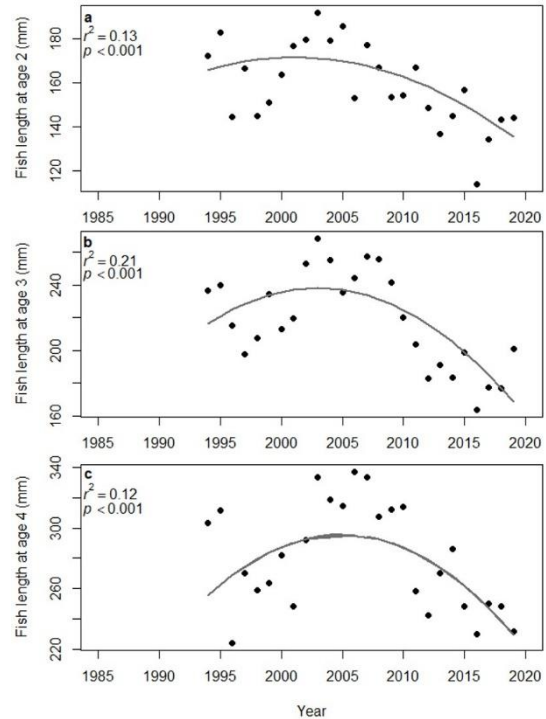 a
r² = 0.13
p < 0.001
Fish length at age 2 (mm)
180
160
140
120
1985 1990 1995 2000 2005 2010 2015 2020
b
r² = 0.21
p < 0.001
Fish length at age 3 (mm)
240
200
160
1985 1990 1995 2000 2005 2010 2015 2020
c
r² = 0.12
p < 0.001
Fish length at age 4 (mm)
340
300
260
220
1985 1990 1995 2000 2005 2010 2015 2020
Year